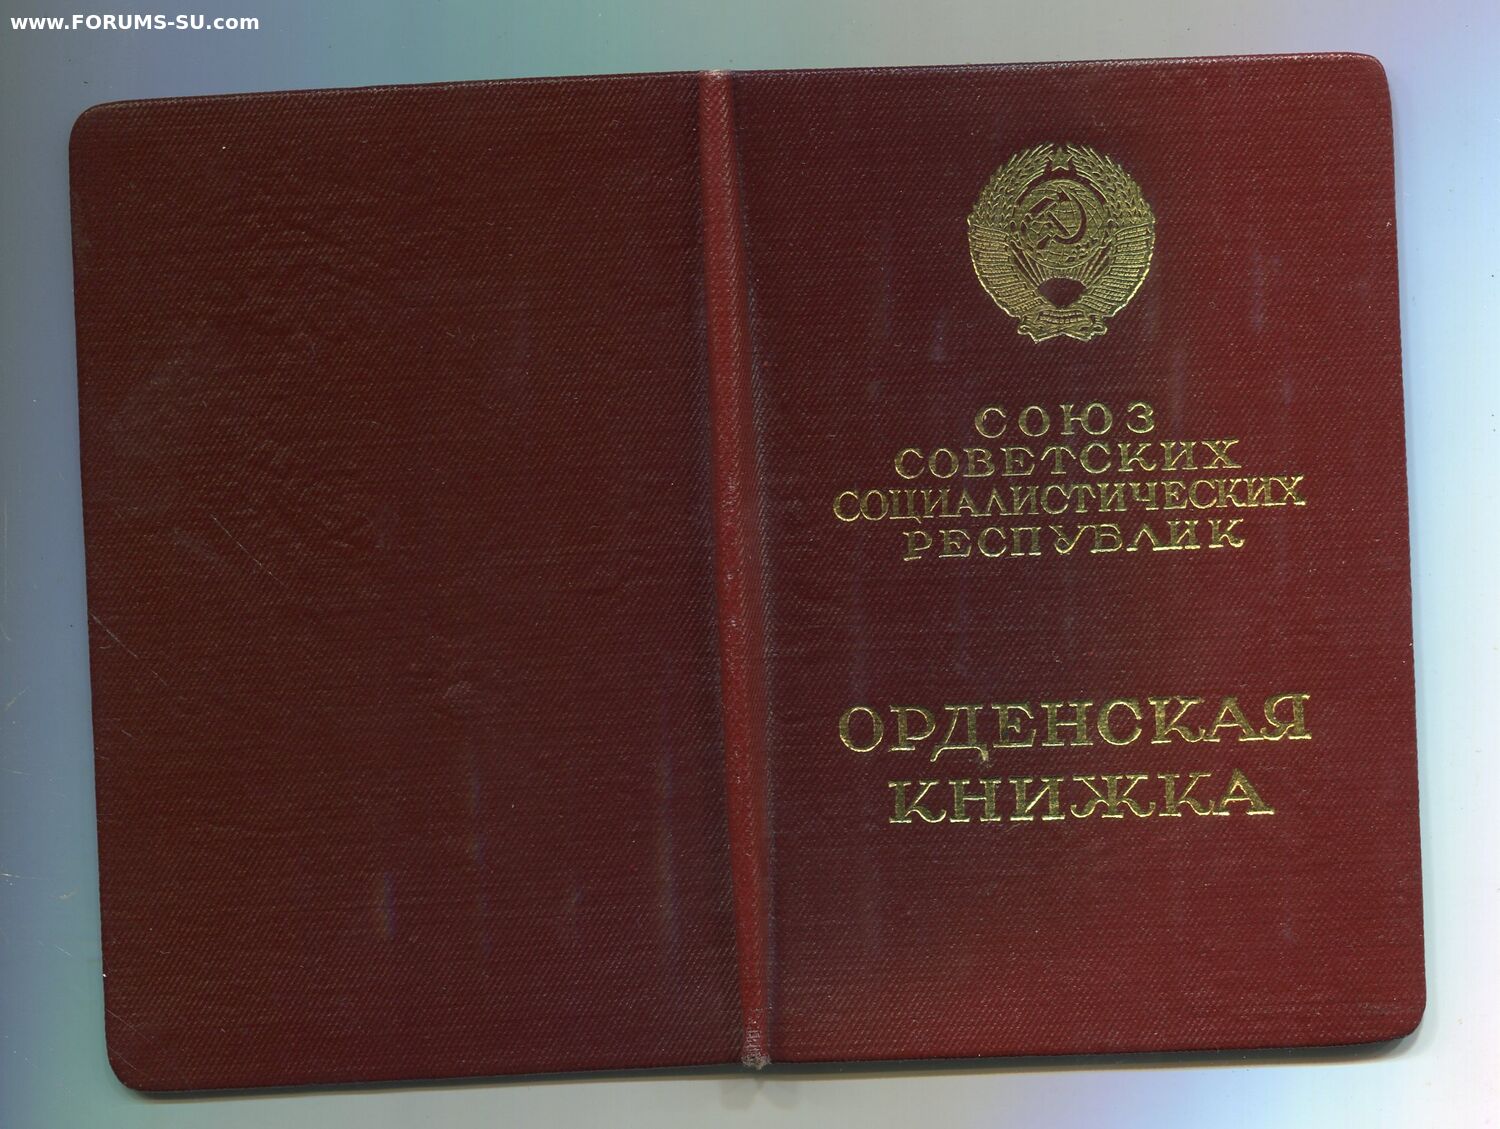 www.FORUMS-SU.com
СОЮЗ
СОВЕТСКИХ
СОЦИАЛИСТИЧЕСКИХ
РЕСПУБЛИК
ОРДЕНСКАЯ
КНИЖКА